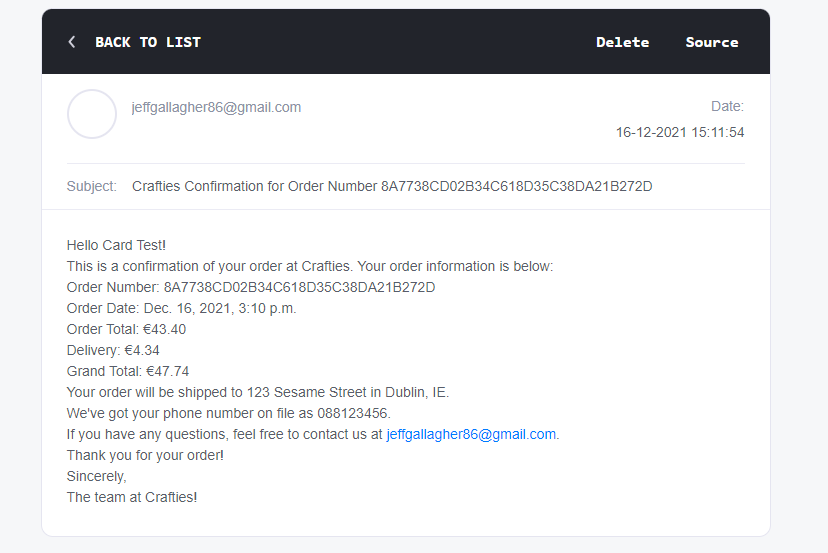 BACK TO LIST
Delete
Source
jeffgallagher86@gmail.com
Date:
16-12-2021 15:11:54
Subject: Crafties Confirmation for Order Number 8A7738CD02B34C618D35C38DA21B272D
Hello Card Test!
This is a confirmation of your order at Crafties. Your order information is below:
Order Number: 8A7738CD02B34C618D35C38DA21B272D
Order Date: Dec. 16, 2021, 3:10 p.m.
Order Total: €43.40
Delivery: €4.34
Grand Total: €47.74
Your order will be shipped to 123 Sesame Street in Dublin, IE.
We've got your phone number on file as 088123456.
If you have any questions, feel free to contact us at jeffgallagher86@gmail.com.
Thank you for your order!
Sincerely,
The team at Crafties!